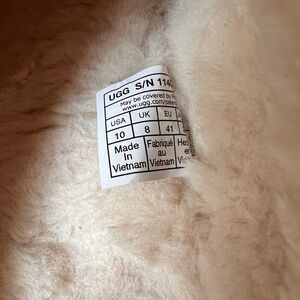 UGG S/N 114
May be covered by
www.ugg.com/patents
USA UK EU
10 8 41
Made in Vietnam
Fabriqué au Vietnam